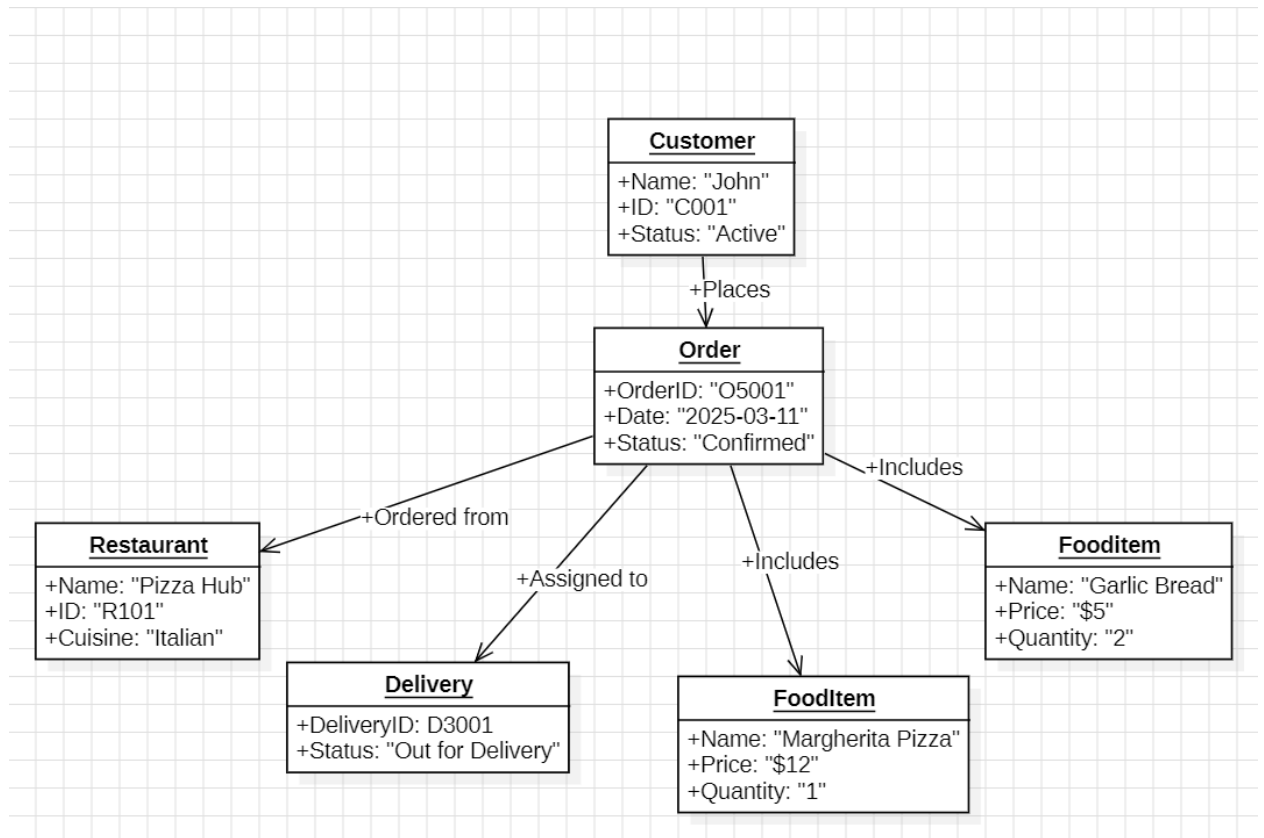 Customer
+Name: "John"
+ID: "C001"
+Status: "Active"
+Places
Order
+OrderID: "O5001"
+Date: "2025-03-11"
+Status: "Confirmed"
+Ordered from
+Assigned to
+Includes
+Includes
Restaurant
+Name: "Pizza Hub"
+ID: "R101"
+Cuisine: "Italian"
Delivery
+DeliveryID: D3001
+Status: "Out for Delivery"
FoodItem
+Name: "Margherita Pizza"
+Price: "$12"
+Quantity: "1"
Fooditem
+Name: "Garlic Bread"
+Price: "$5"
+Quantity: "2"